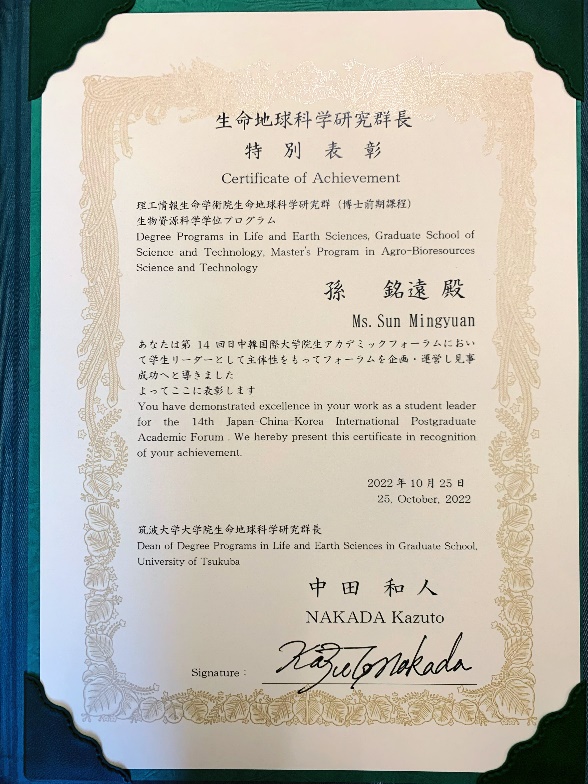 生命地球科学研究群長
特別表彰
Certificate of Achievement
理工情報生命学術院生命地球科学研究群（博士前期課程）
生物資源科学学位プログラム
Degree Programs in Life and Earth Sciences, Graduate School of
Science and Technology, Master's Program in Agro-Bioresources
Science and Technology
孫 銘遠 殿
Ms. Sun Mingyuan
あなたは第 14 回日中韓国際大学院生アカデミックフォーラムにおい
て学生リーダーとして主体性をもってフォーラムを企画・運営し見事
成功へと導きました
よってここに表彰します
You have demonstrated excellence in your work as a student leader
for the 14th Japan-China-Korea International Postgraduate
Academic Forum . We hereby present this certificate in recognition
of your achievement.
2022 年 10 月 25 日
25, October, 2022
筑波大学大学院生命地球科学研究群長
Dean of Degree Programs in Life and Earth Sciences in Graduate School,
University of Tsukuba
中田 和人
NAKADA Kazuto
Signature : Kazuto Nakada